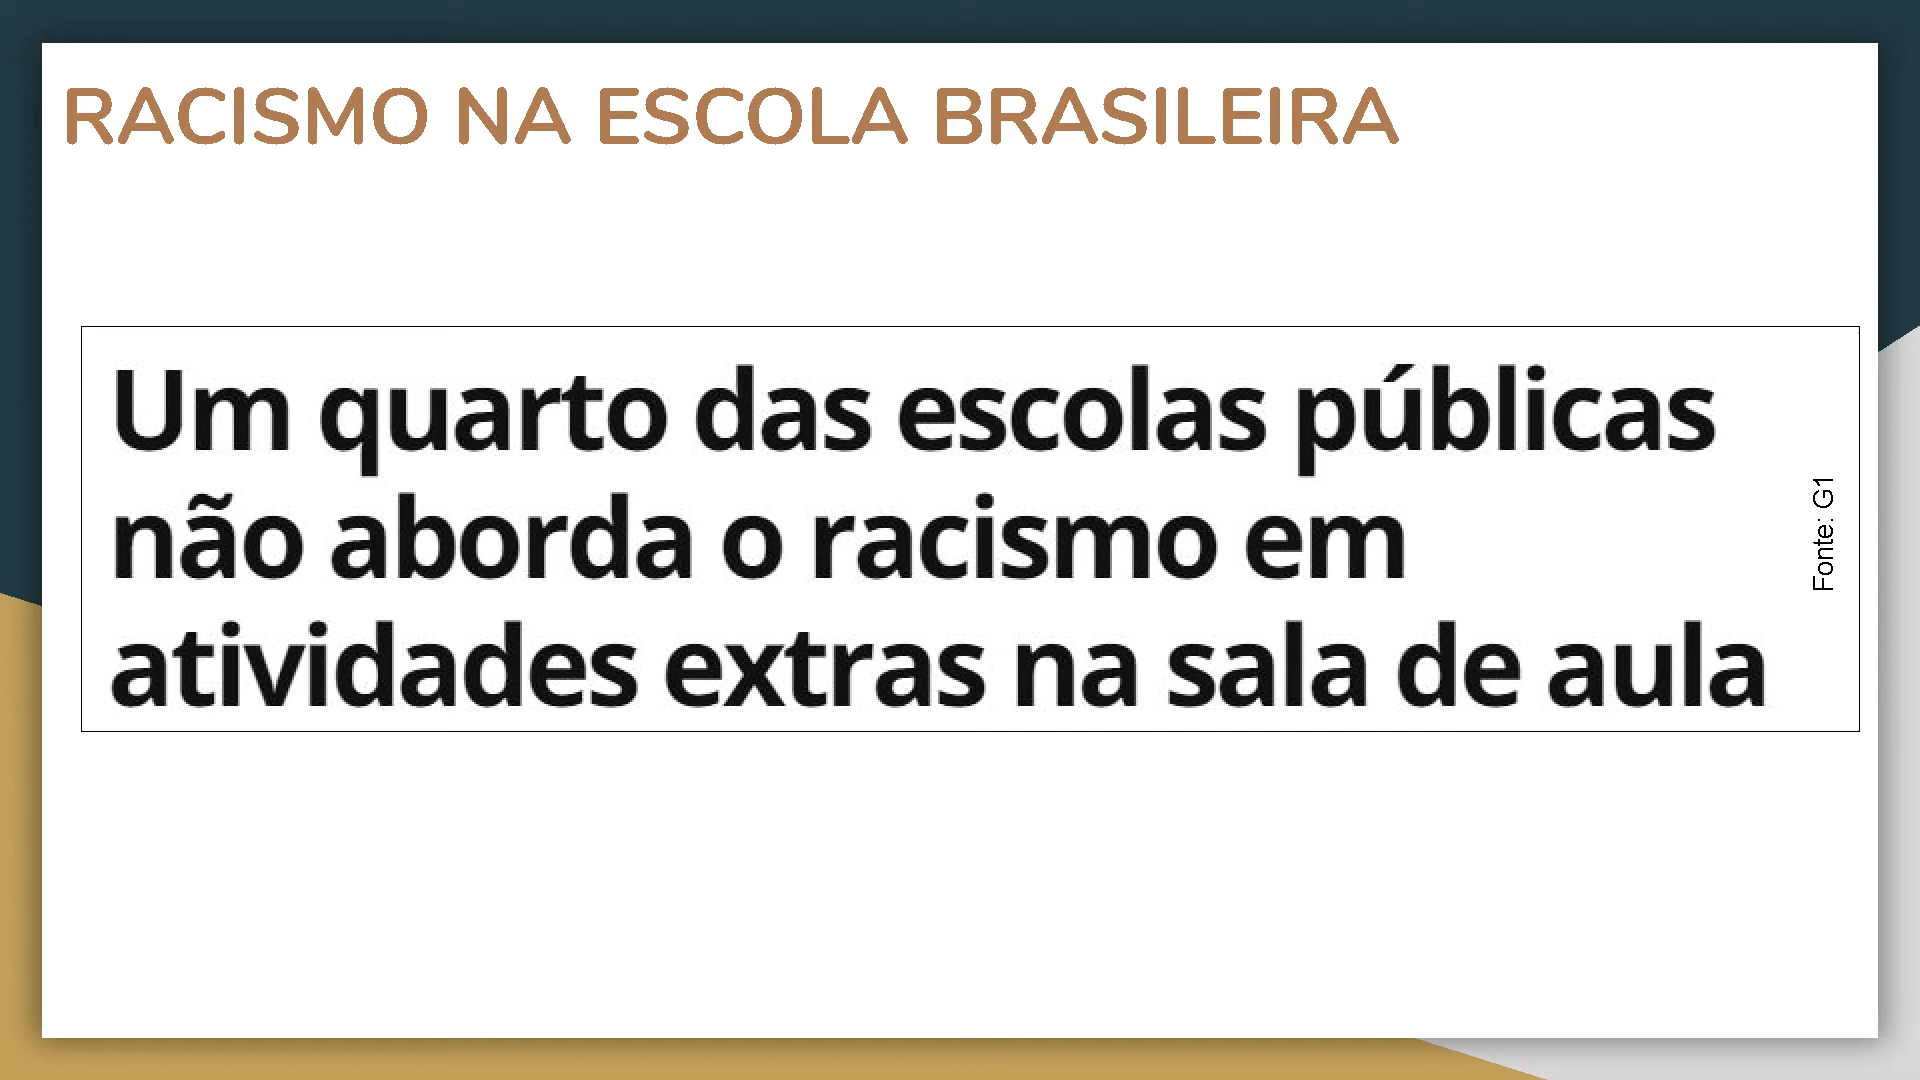 RACISMO NA ESCOLA BRASILEIRA
Um quarto das escolas públicas
não aborda o racismo em
atividades extras na sala de aula
Fonte: G1